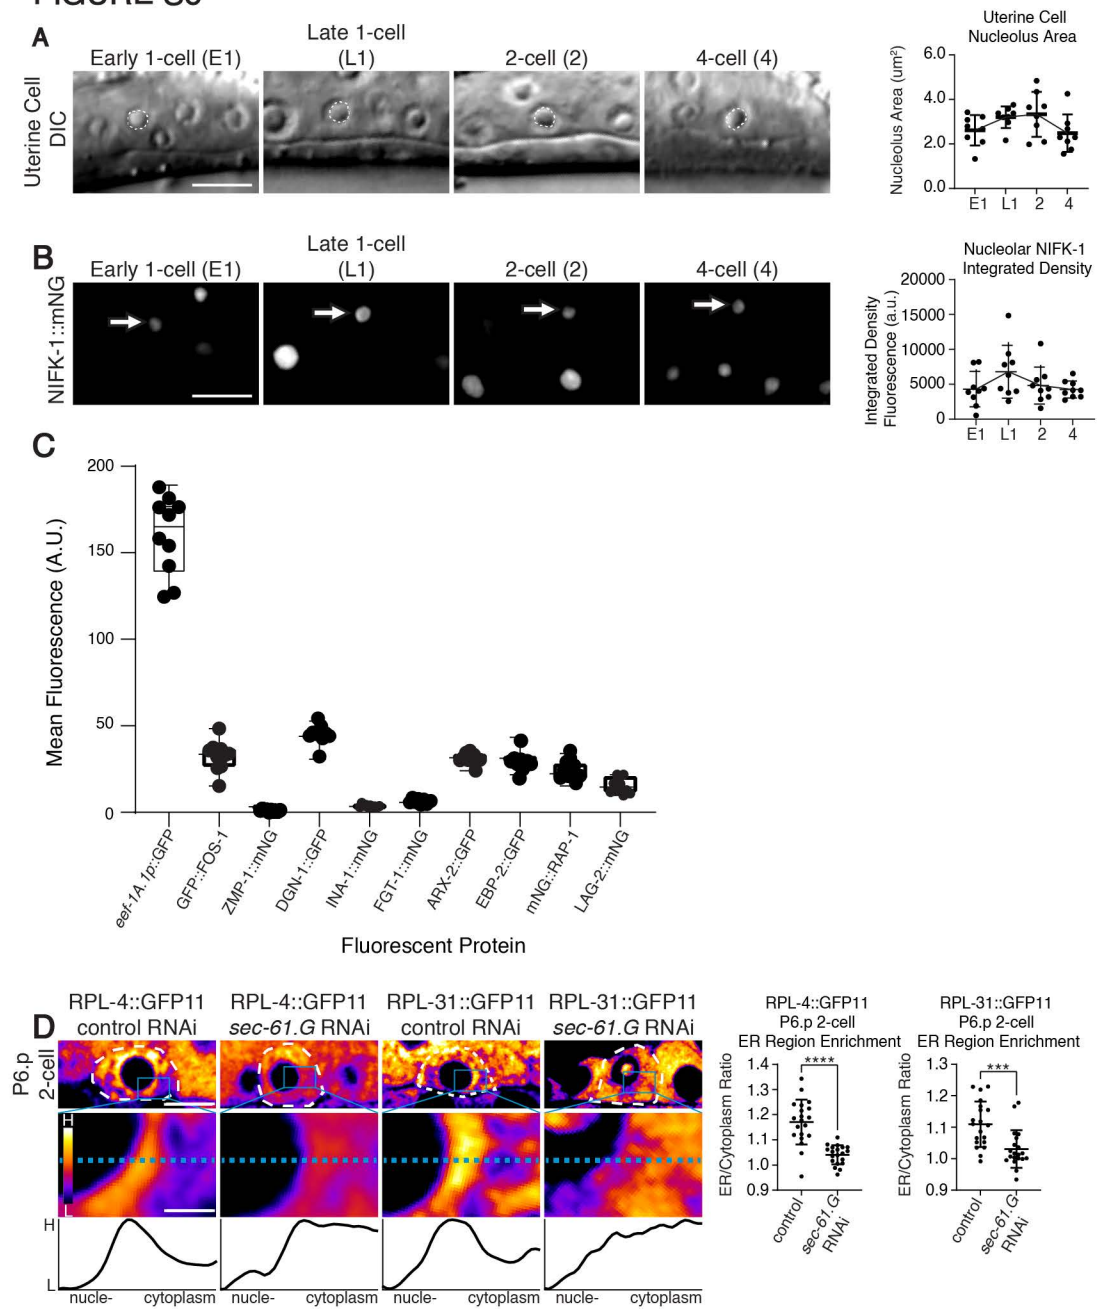 A
Early 1-cell (E1)
Late 1-cell
(L1)
2-cell (2)
4-cell (4)
Uterine Cell
DIC
Uterine Cell
Nucleolus Area
Nucleolus Area (um²)
6.0
4.0
2.0
0.0
E1 L1 2 4
B
Early 1-cell (E1)
Late 1-cell
(L1)
2-cell (2)
4-cell (4)
NIFK-1::mNG
Nucleolar NIFK-1
Integrated Density
Integrated Density
Fluorescence (a.u.)
20000
15000
10000
5000
0
E1 L1 2 4
C
Mean Fluorescence (A.U.)
200
150
100
50
0
eef-1A.1p::GFP
GFP::FOS-1
ZMP-1::mNG
DGN-1::GFP
INA-1::mNG
FGT-1::mNG
ARX-2::GFP
EBP-2::GFP
mNG::RAP-1
LAG-2::mNG
Fluorescent Protein
D
RPL-4::GFP11
control RNAi
RPL-4::GFP11
sec-61.G RNAi
RPL-31::GFP11
control RNAi
RPL-31::GFP11
sec-61.G RNAi
P6.p
2-cell
H
L
H
L
nucle- cytoplasm
nucle- cytoplasm
nucle- cytoplasm
nucle- cytoplasm
RPL-4::GFP11
P6.p 2-cell
ER Region Enrichment
ER/Cytoplasm Ratio
1.4
1.3
1.2
1.1
1.0
0.9
****
control
sec-61.G
RNAi
RPL-31::GFP11
P6.p 2-cell
ER Region Enrichment
ER/Cytoplasm Ratio
1.3
1.2
1.1
1.0
0.9
***
control
sec-61.G
RNAi